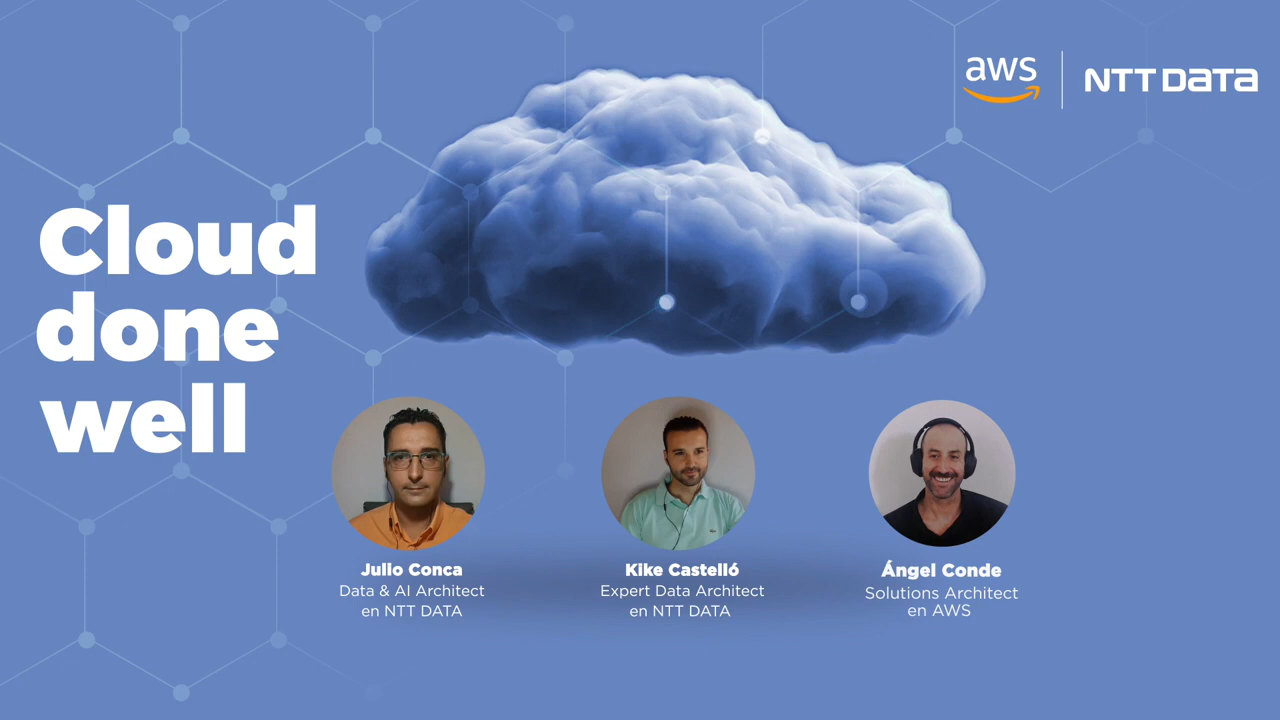 aws
NTT DATA
Cloud
done
well
Julio Conca
Data & AI Architect
en NTT DATA
Kike Castelló
Expert Data Architect
en NTT DATA
Ángel Conde
Solutions Architect
en AWS